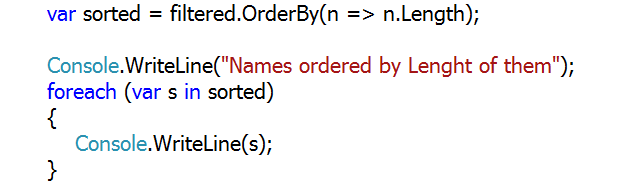 var sorted = filtered.OrderBy(n => n.Length);
Console.WriteLine("Names ordered by Lenght of them");
foreach (var s in sorted)
{
Console.WriteLine(s);
}